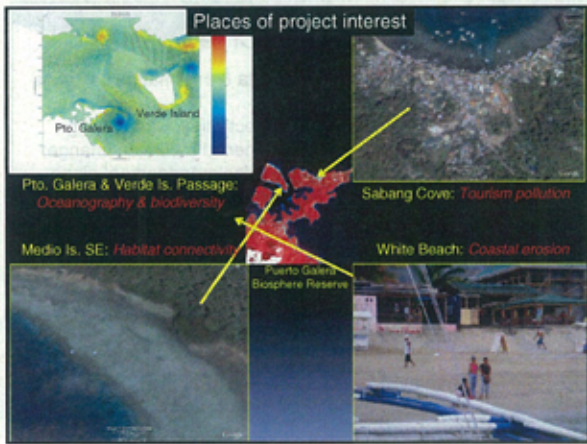 Places of project interest
Verde Island
Pto. Galera
Pto. Galera & Verde Is. Passage:
Oceanography & biodiversity
Sabang Cove: Tourism pollution
Medio Is. SE: Habitat connectivity
White Beach: Coastal erosion
Puerto Galera
Biosphere Reserve